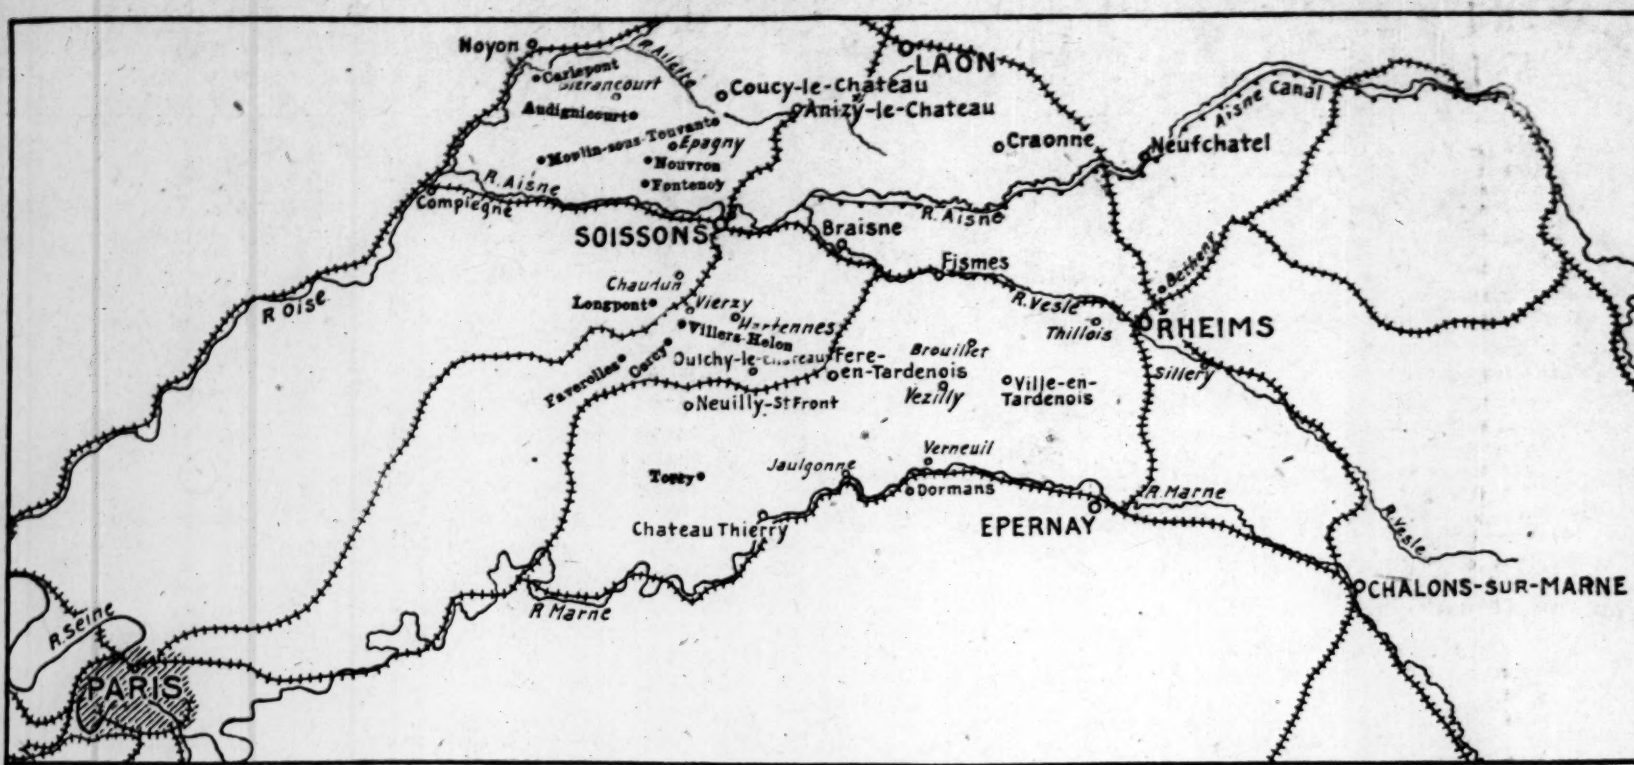 Noyon
R. Ailette
LAON
Carlepont
Coucy-le-Chateau
Aisne Canal
Audignicourt
Anizy-le-Chateau
Moulin-sous-Touvante
Epagny
Craonne
Neufchatel
Nouvron
R. Aisne
Fontenoy
Compiegne
R. Aisne
SOISSONS
Braisne
Fismes
Betheny
Chaudun
R Oise
Longpont
Vierzy
R. Vesle
Hartennes
Thillois
RHEIMS
Villers-Helon
Corcy
Oulchy-le-Chateau
Fere-
en-Tardenois
Brouillet
Faverolles
Sillery
Vezilly
Ville-en-
Tardenois
Neuilly-St Front
Verneuil
Jaulgonne
Torcy
Dormans
R. Marne
Chateau Thierry
EPERNAY
R. Vesle
CHALONS-SUR-MARNE
R Marne
R. Seine
PARIS